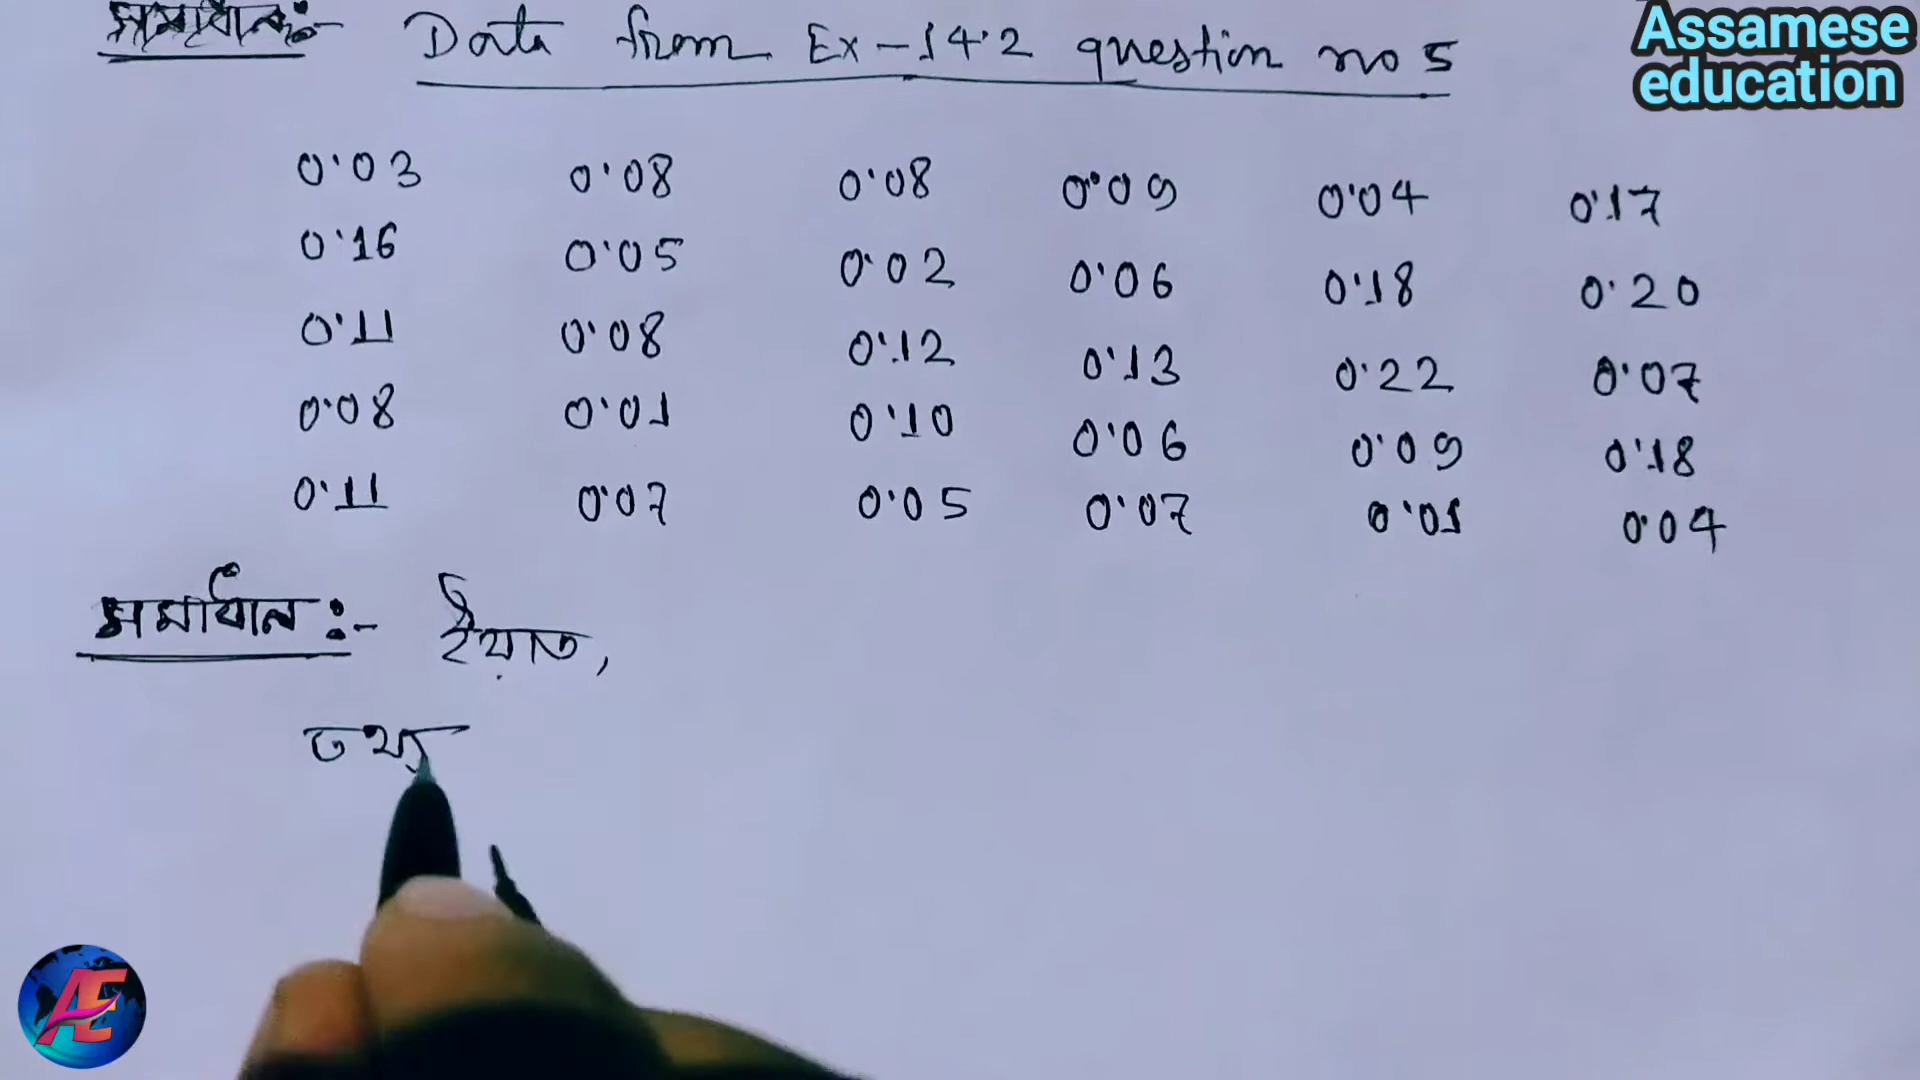 সমাধান:- Data from Ex-14.2 question no 5
Assamese
education
0.03 0.08 0.08 0.09 0.04 0.17
0.16 0.05 0.02 0.06 0.18 0.20
0.11 0.08 0.12 0.13 0.22 0.07
0.08 0.01 0.10 0.06 0.09 0.18
0.11 0.07 0.05 0.07 0.01 0.04
সমাধান:- ইয়াত,
তথ্য
AE